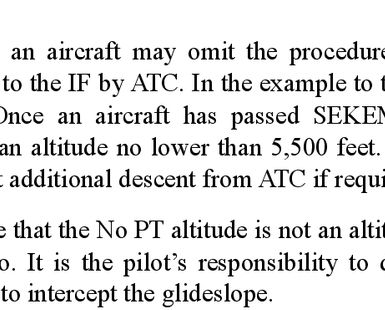 an aircraft may omit the procedure
to the IF by ATC. In the example to t
Once an aircraft has passed SEKEM
an altitude no lower than 5,500 feet.
t additional descent from ATC if requi
e that the No PT altitude is not an altit
o. It is the pilot’s responsibility to d
to intercept the glideslope.